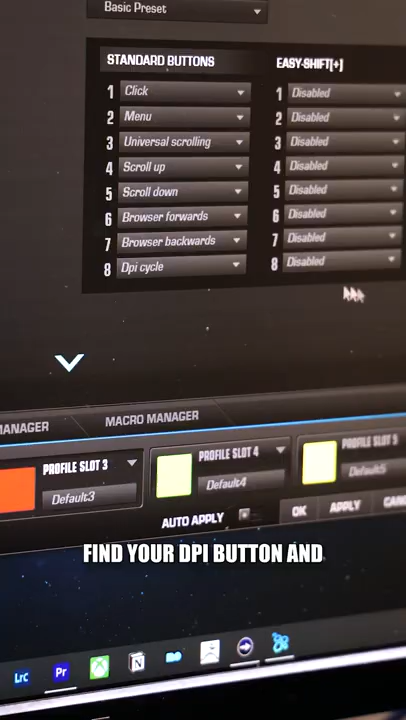 Basic Preset
STANDARD BUTTONS
EASY-SHIFT[+]
1 Click
1 Disabled
2 Menu
2 Disabled
3 Universal scrolling
3 Disabled
4 Scroll up
4 Disabled
5 Scroll down
5 Disabled
6 Browser forwards
6 Disabled
7 Browser backwards
7 Disabled
8 Dpi cycle
8 Disabled
MANAGER
MACRO MANAGER
PROFILE SLOT 3
Default3
PROFILE SLOT 4
Default4
PROFILE SLOT 5
Default5
AUTO APPLY
OK
APPLY
CANC
FIND YOUR DPI BUTTON AND
Lrc
Pr
N